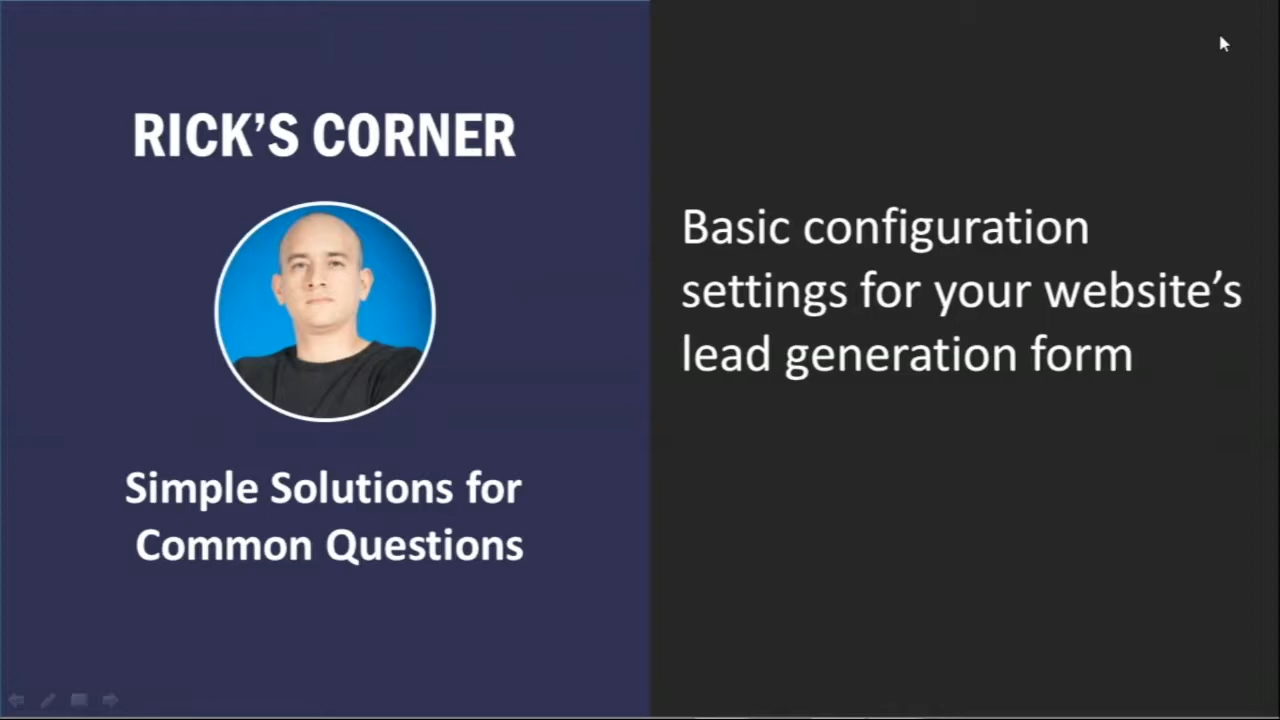 RICK’S CORNER
Simple Solutions for
Common Questions
Basic configuration
settings for your website’s
lead generation form